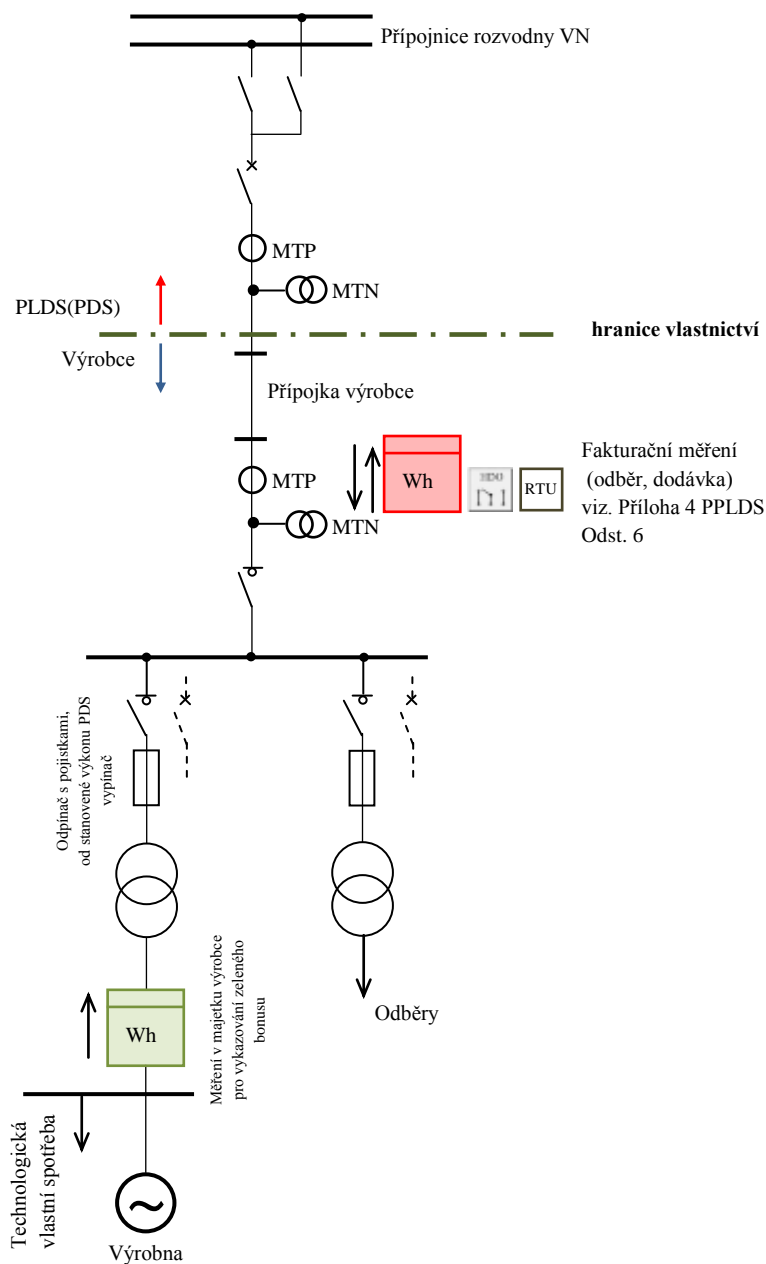 Přípojnice rozvodny VN
MTP
MTN
PLDS(PDS)
hranice vlastnictví
Výrobce
Přípojka výrobce
MTP
MTN
Wh
HDO
RTU
Fakturační měření
(odběr, dodávka)
viz. Příloha 4 PPLDS
Odst. 6
Odpínač s pojistkami,
od stanovené výkonu PDS
vypínač
Wh
Měření v majetku výrobce
pro vykazování zeleného
bonusu
Odběry
Technologická
vlastní spotřeba
Výrobna